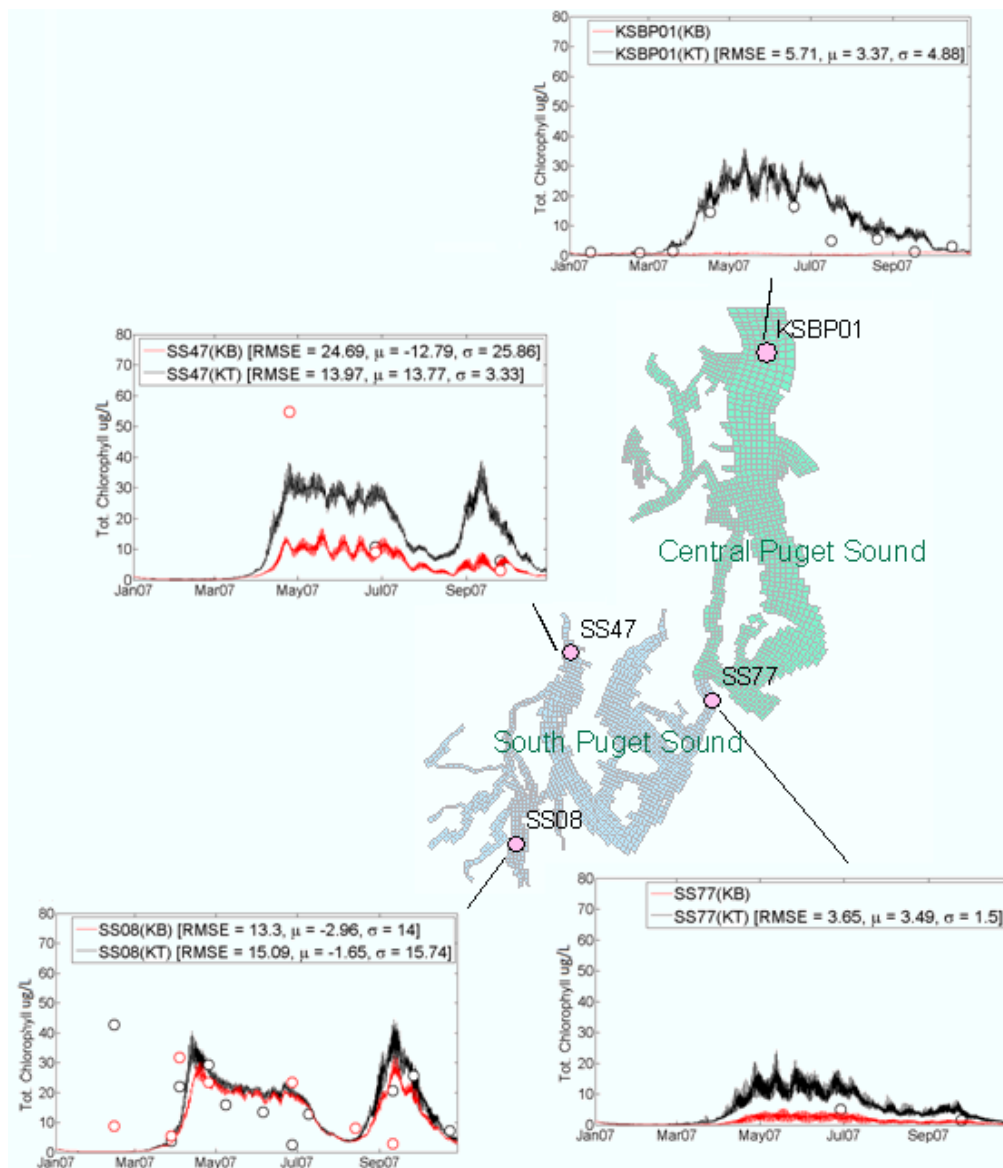 80
70
60
50
40
30
20
10
0
Tot. Chlorophyll ug/L
KSBP01(KB)
KSBP01(KT) [RMSE = 5.71, μ = 3.37, σ = 4.88]
Jan07 Mar07 May07 Jul07 Sep07
KSBP01
80
70
60
50
40
30
20
10
0
Tot. Chlorophyll ug/L
SS47(KB) [RMSE = 24.69, μ = -12.79, σ = 25.86]
SS47(KT) [RMSE = 13.97, μ = 13.77, σ = 3.33]
Jan07 Mar07 May07 Jul07 Sep07
Central Puget Sound
SS47
SS77
South Puget Sound
SS08
80
70
60
50
40
30
20
10
0
Tot. Chlorophyll ug/L
SS77(KB)
SS77(KT) [RMSE = 3.65, μ = 3.49, σ = 1.5]
Jan07 Mar07 May07 Jul07 Sep07
80
70
60
50
40
30
20
10
0
Tot. Chlorophyll ug/L
SS08(KB) [RMSE = 13.3, μ = -2.96, σ = 14]
SS08(KT) [RMSE = 15.09, μ = -1.65, σ = 15.74]
Jan07 Mar07 May07 Jul07 Sep07